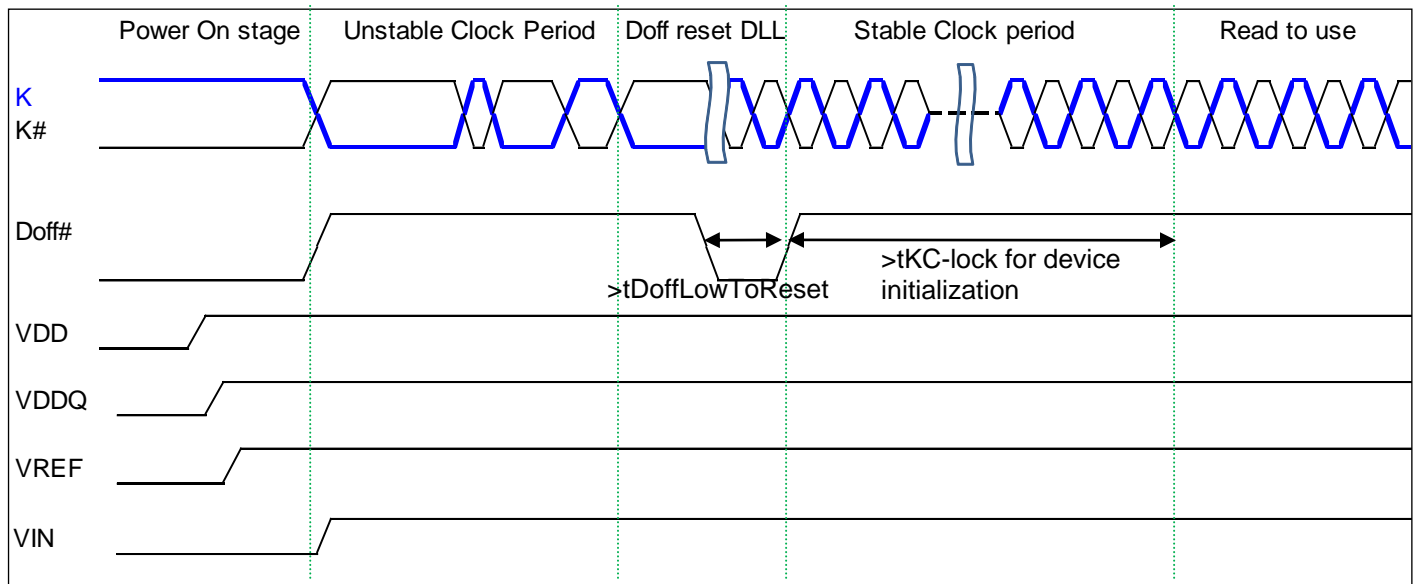 Power On stage
Unstable Clock Period
Doff reset DLL
Stable Clock period
Read to use
K
K#
Doff#
>tDoffLowToReset
>tKC-lock for device
initialization
VDD
VDDQ
VREF
VIN